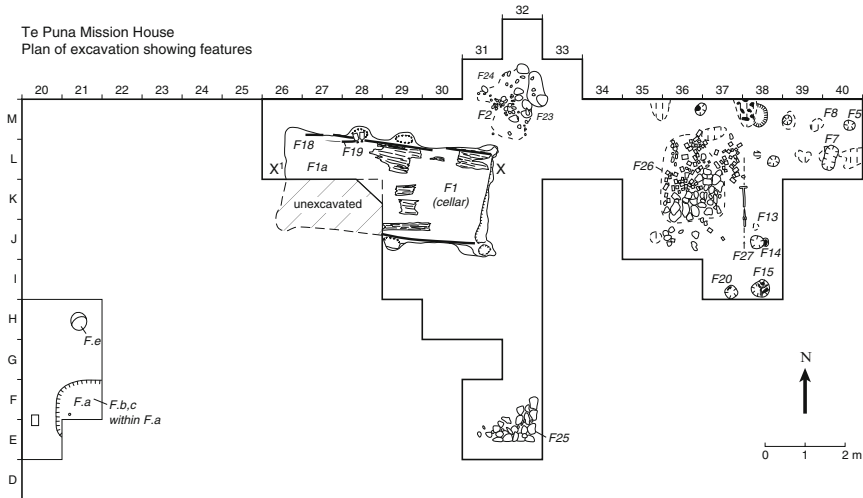 Te Puna Mission House
Plan of excavation showing features
32
31 33
20 21 22 23 24 25 26 27 28 29 30 34 35 36 37 38 39 40
F24
M F2 F23 F8 F5
F18 F19 F7
L X¹ F1a X F26
K unexcavated F1
(cellar)
F13
J F27 F14
I F20 F15
H
F.e
G N
F F.a F.b,c
within F.a
E F25
0 1 2 m
D